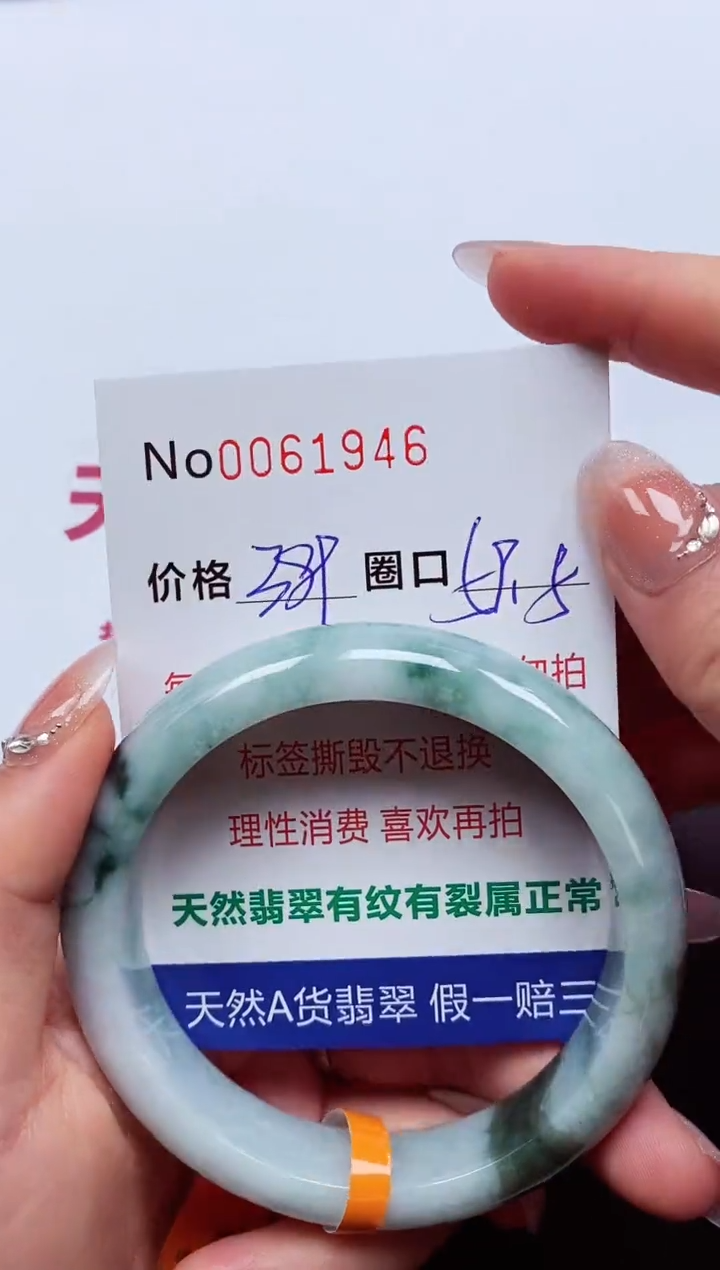 No0061946
价格 圈口
拍
标签撕毁不退换
理性消费 喜欢再拍
天然翡翠有纹有裂属正常
天然A货翡翠 假一赔三